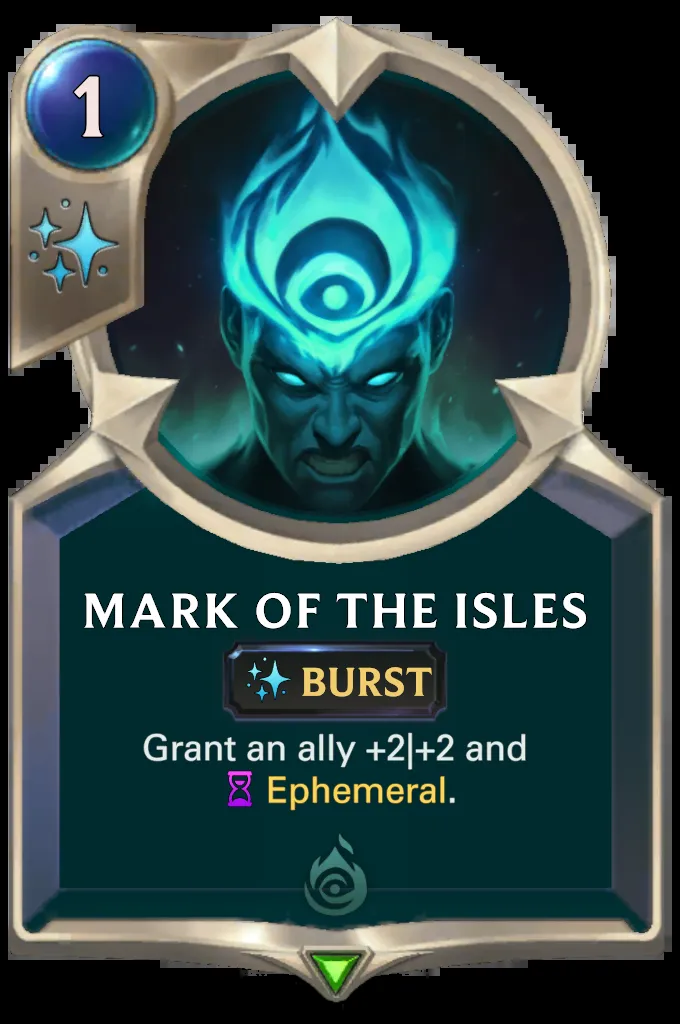 1
MARK OF THE ISLES
BURST
Grant an ally +2|+2 and
Ephemeral.